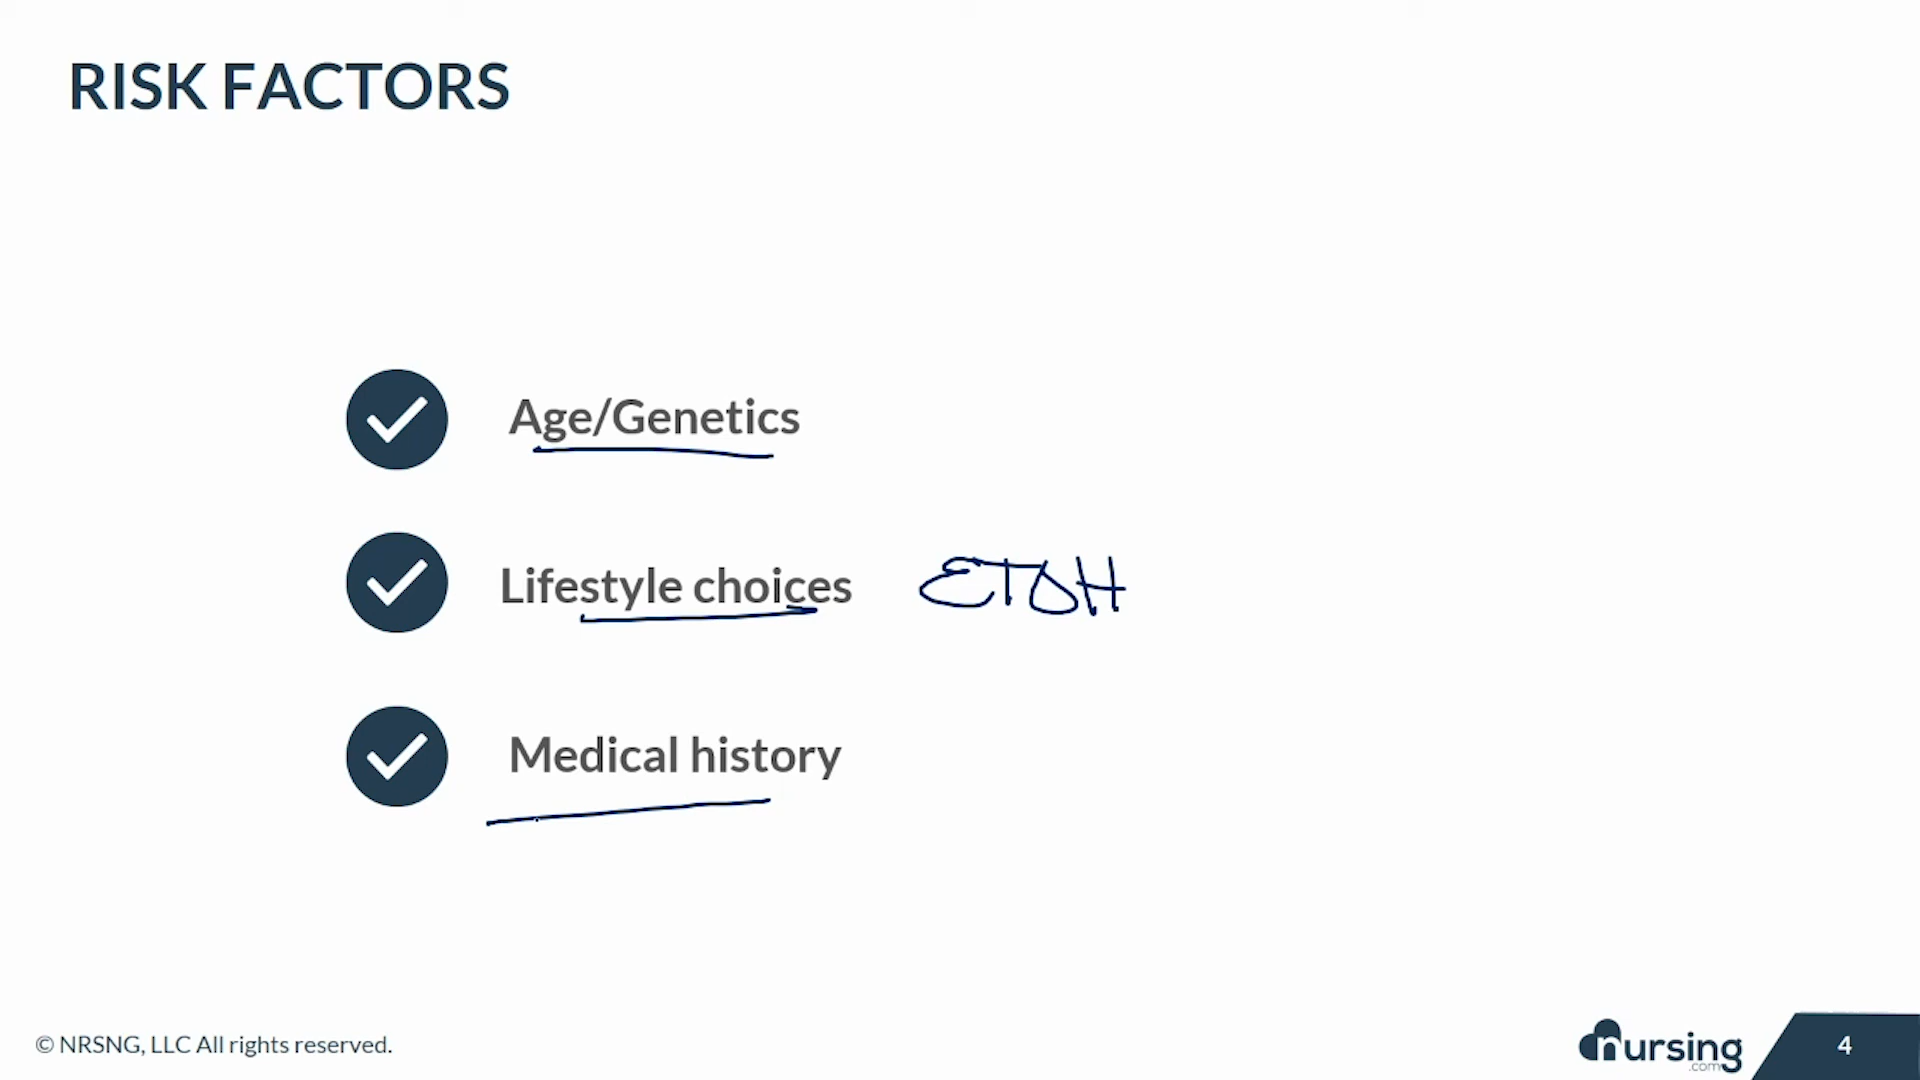 RISK FACTORS
Age/Genetics
Lifestyle choices ETOH
Medical history
© NRSNG, LLC All rights reserved.
nursing
.com
4